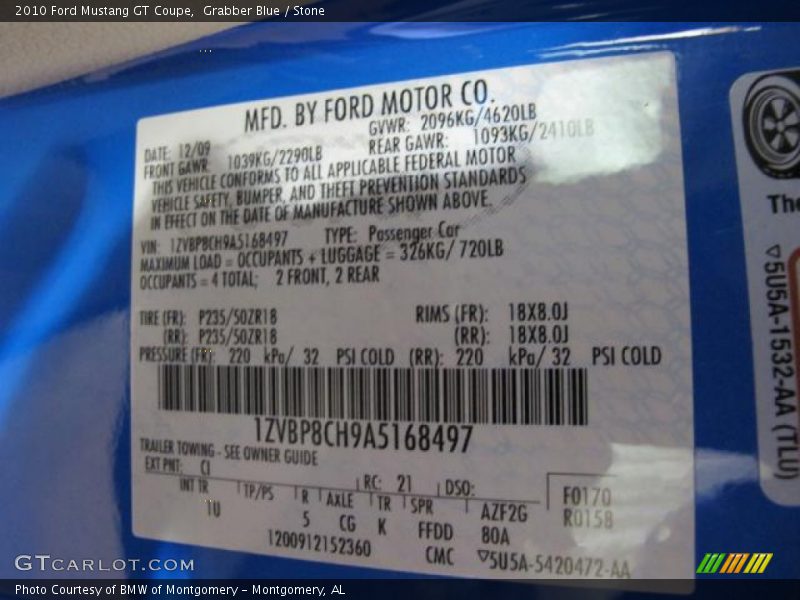 2010 Ford Mustang GT Coupe,  Grabber Blue / Stone
MFD. BY FORD MOTOR CO.
DATE: 12/09 GVWR: 2096KG/4620LB
FRONT GAWR: 1039KG/2290LB REAR GAWR: 1093KG/2410LB
THIS VEHICLE CONFORMS TO ALL APPLICABLE FEDERAL MOTOR
VEHICLE SAFETY, BUMPER, AND THEFT PREVENTION STANDARDS
IN EFFECT ON THE DATE OF MANUFACTURE SHOWN ABOVE.
VIN: 1ZVBP8CH9A5168497 TYPE: Passenger Car
MAXIMUM LOAD = OCCUPANTS + LUGGAGE = 326KG/ 720LB
OCCUPANTS = 4 TOTAL; 2 FRONT, 2 REAR
TIRE (FR): P235/50ZR18 RIMS (FR): 18X8.0J
(RR): P235/50ZR18 (RR): 18X8.0J
PRESSURE (FR): 220 kPa/ 32 PSI COLD (RR): 220 kPa/ 32 PSI COLD
1ZVBP8CH9A5168497
TRAILER TOWING - SEE OWNER GUIDE
EXT PNT: CI RC: 21 DSO: F0170
INT TR TP/PS R AXLE TR SPR AZF2G R0158
1U 5 CG K FFDD 80A
1200912152360 CMC ▽5U5A-5420472-AA
The
▽5U5A-1532-AA (TLU)
GTCARLOT.COM
Photo Courtesy of BMW of Montgomery – Montgomery, AL